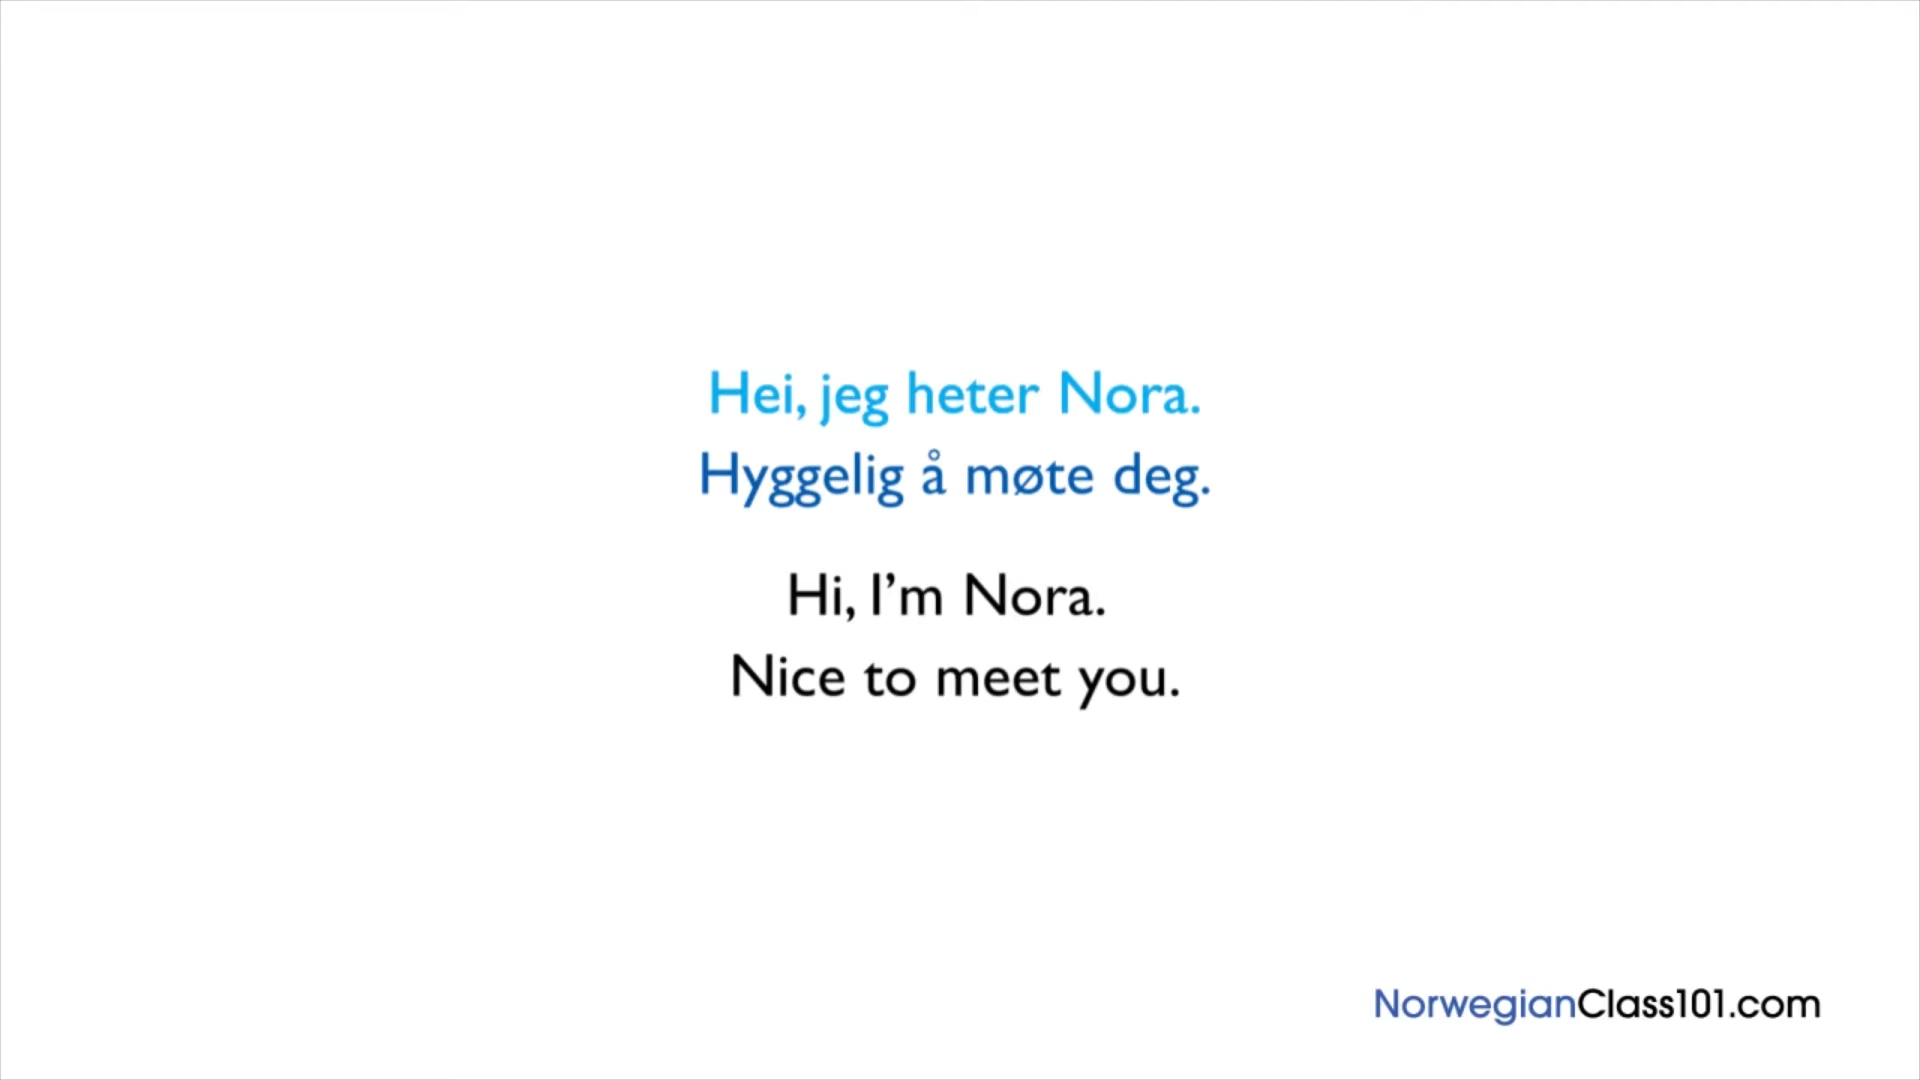 Hei, jeg heter Nora.
Hyggelig å møte deg.
Hi, I’m Nora.
Nice to meet you.
NorwegianClass101.com